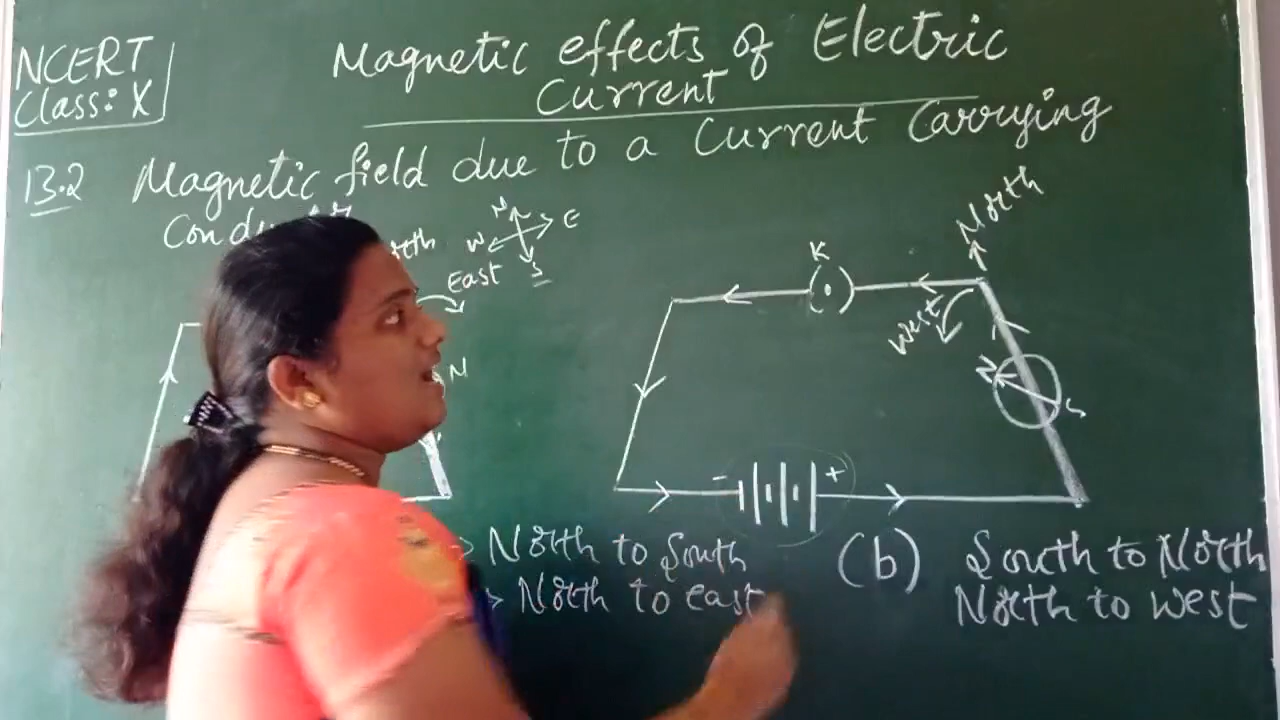 NCERT
Class: X
Magnetic effects of Electric
Current
13.2 Magnetic field due to a Current Carrying
N
W E
S
East
N
North
K
West
N
S
- +
North to South
North to east
(b) South to North
North to west